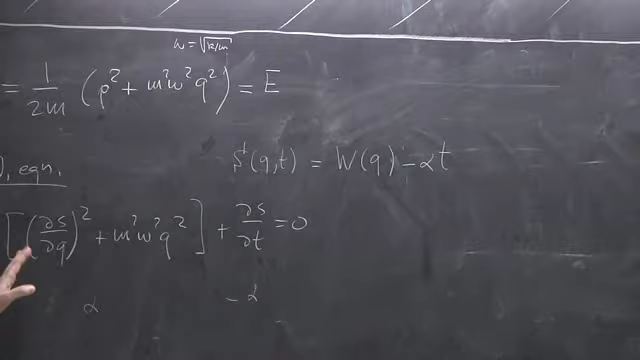 ω = √k/m
= 1/2m (p² + m²ω²q²) = E
S(q,t) = W(q) − αt
, eqn.
[(∂S/∂q)² + m²ω²q²] + ∂S/∂t = 0
α − α